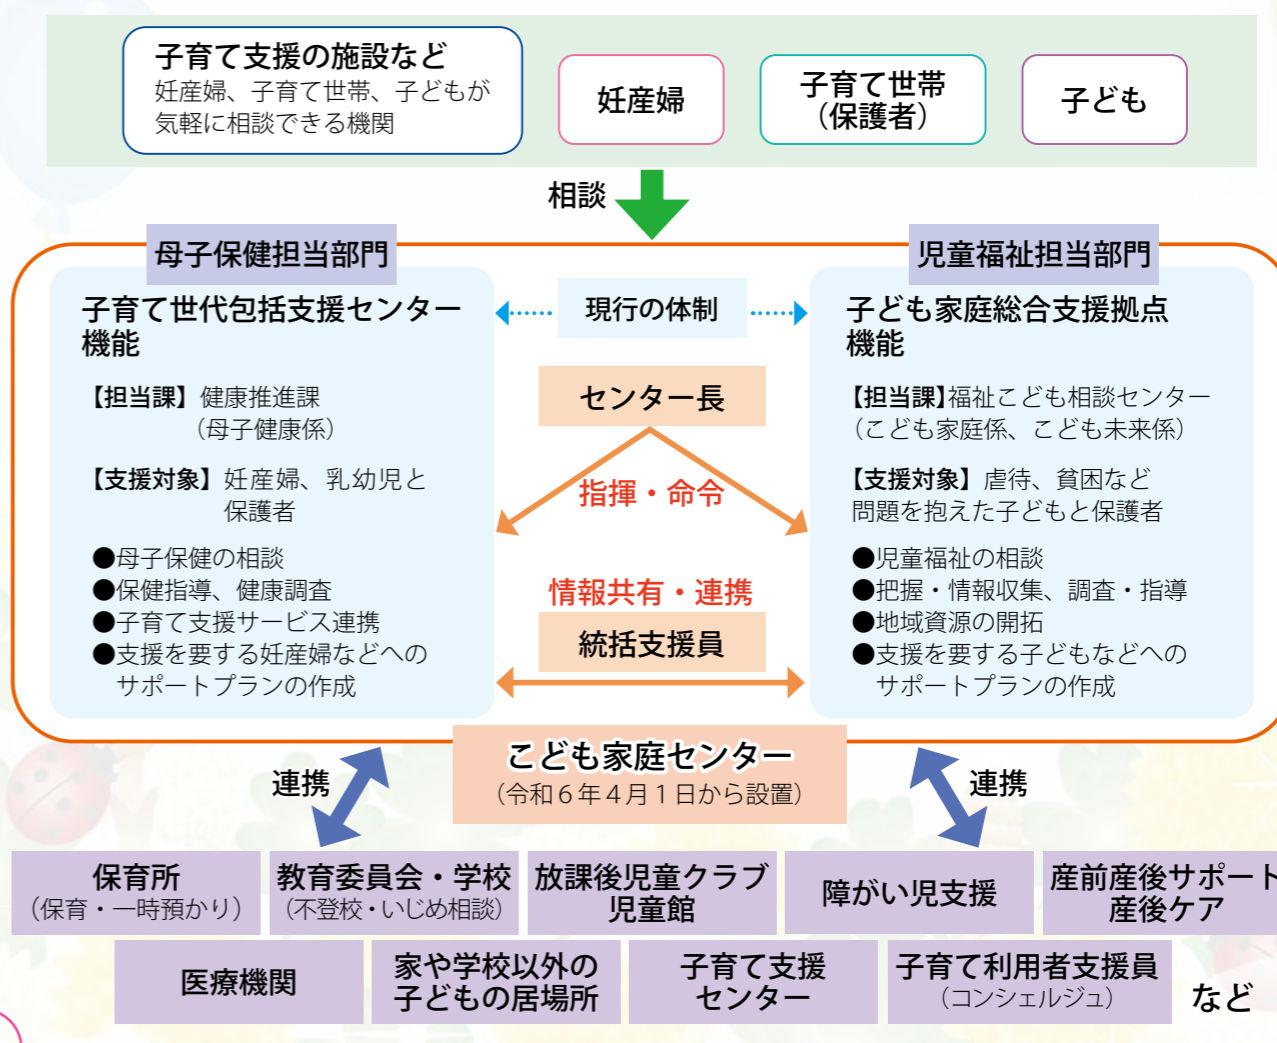 子育て支援の施設など
妊産婦、子育て世帯、子どもが
気軽に相談できる機関
妊産婦
子育て世帯
（保護者）
子ども
相談
母子保健担当部門
子育て世代包括支援センター
機能
【担当課】健康推進課
（母子健康係）
【支援対象】妊産婦、乳幼児と
保護者
●母子保健の相談
●保健指導、健康調査
●子育て支援サービス連携
●支援を要する妊産婦などへの
サポートプランの作成
現行の体制
センター長
指揮・命令
情報共有・連携
統括支援員
児童福祉担当部門
子ども家庭総合支援拠点
機能
【担当課】福祉こども相談センター
（こども家庭係、こども未来係）
【支援対象】虐待、貧困など
問題を抱えた子どもと保護者
●児童福祉の相談
●把握・情報収集、調査・指導
●地域資源の開拓
●支援を要する子どもなどへの
サポートプランの作成
こども家庭センター
（令和６年４月１日から設置）
連携
連携
保育所
（保育・一時預かり）
教育委員会・学校
（不登校・いじめ相談）
放課後児童クラブ
児童館
障がい児支援
産前産後サポート
産後ケア
医療機関
家や学校以外の
子どもの居場所
子育て支援
センター
子育て利用者支援員
（コンシェルジュ）
など